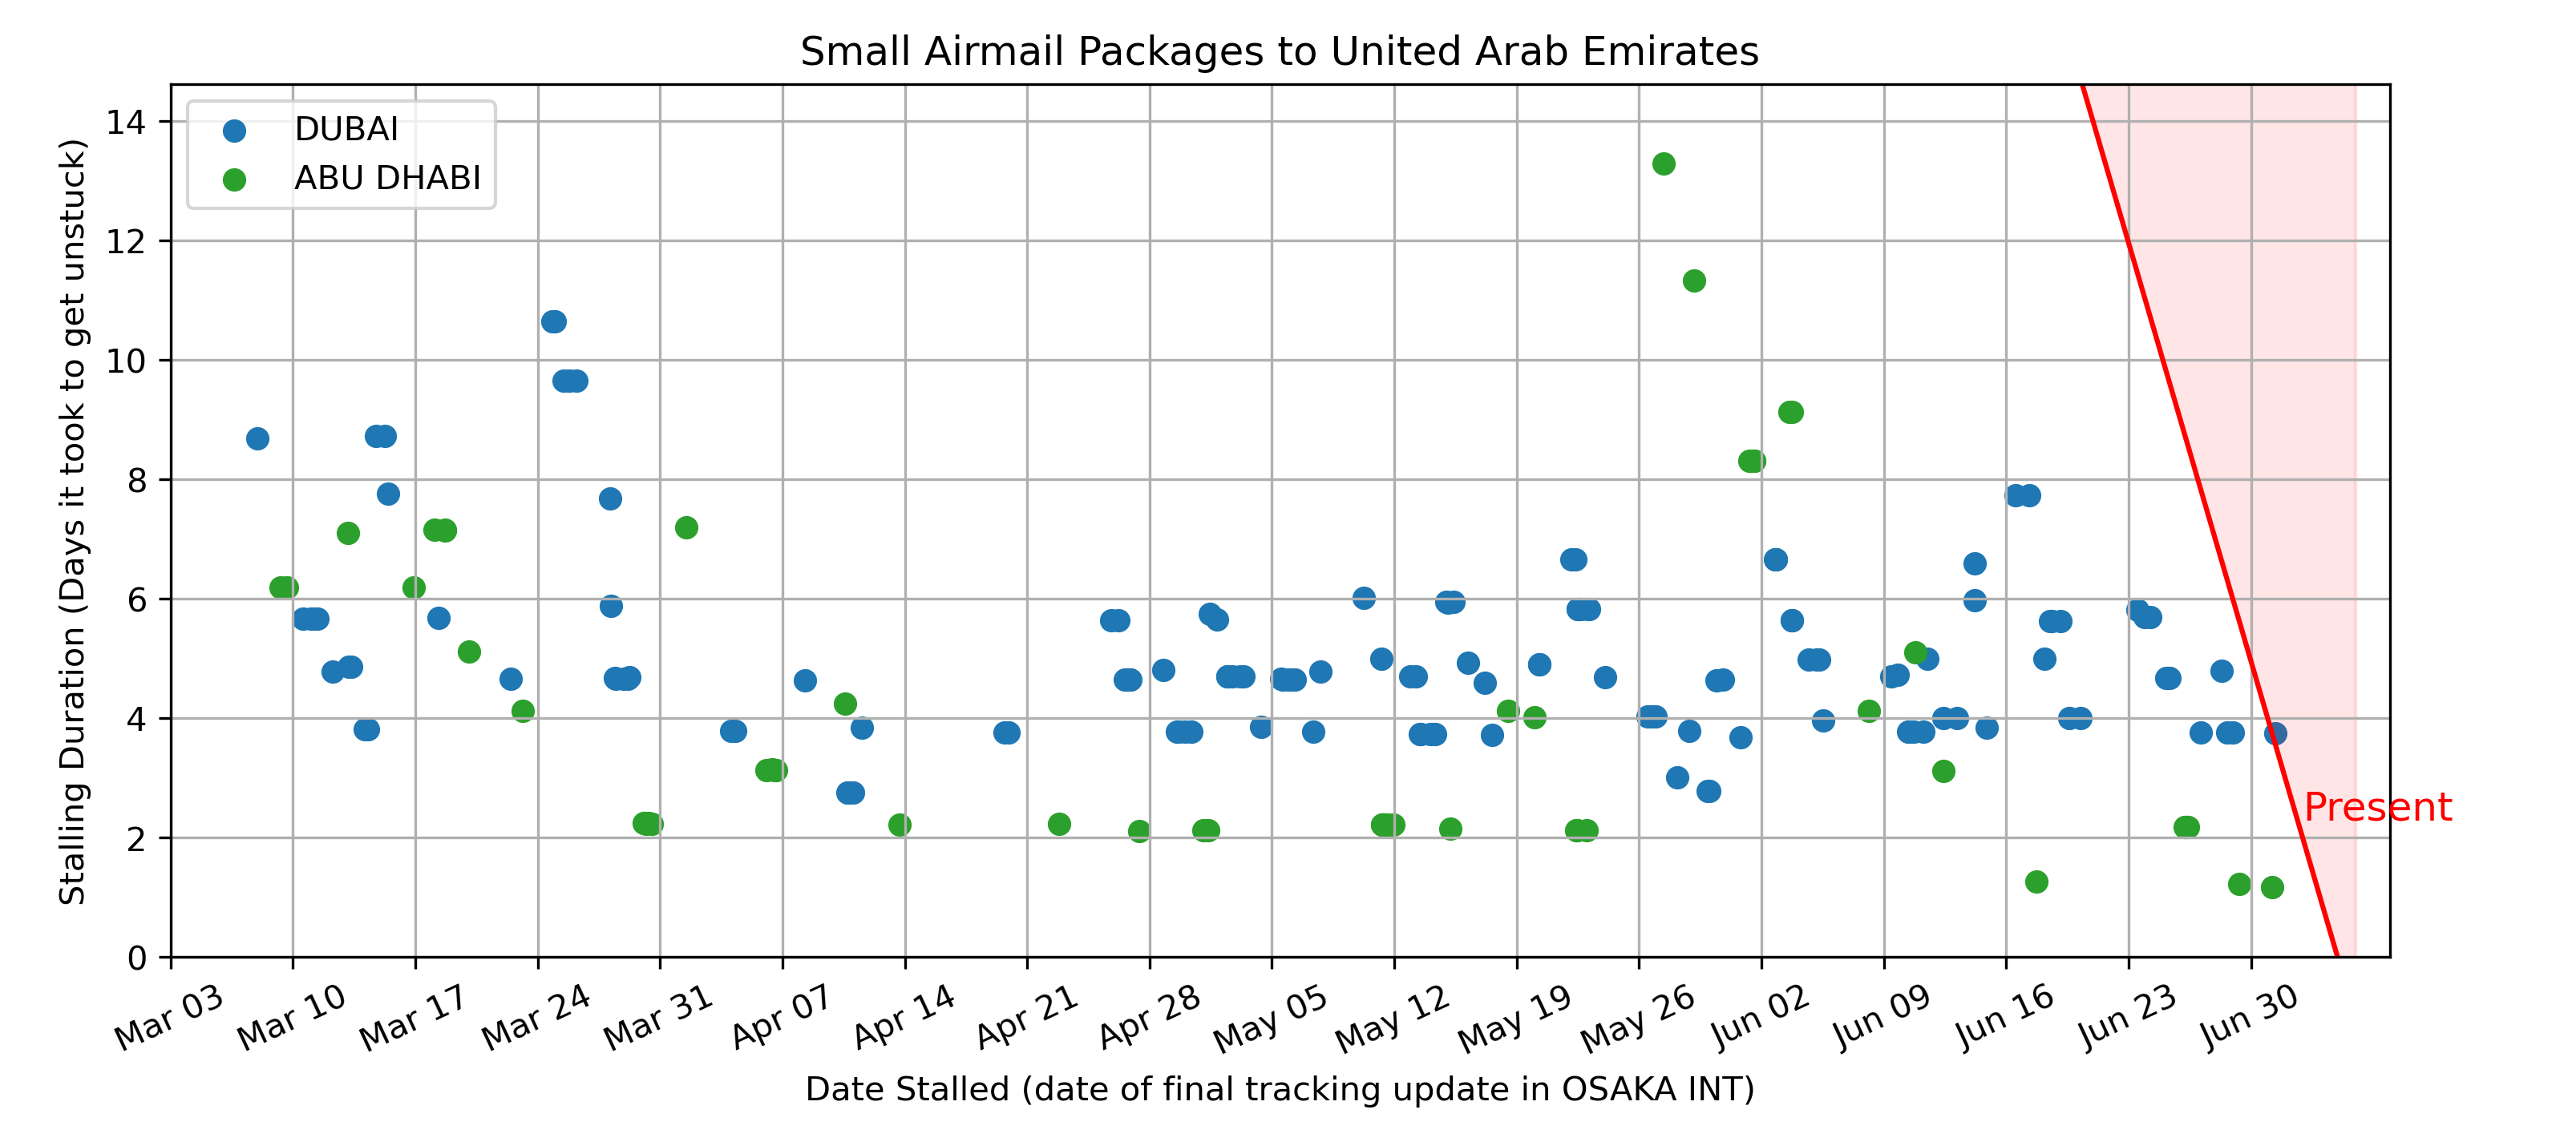 Small Airmail Packages to United Arab Emirates
DUBAI
ABU DHABI
Stalling Duration (Days it took to get unstuck)
14
12
10
8
6
4
2
0
Present
Mar 03
Mar 10
Mar 17
Mar 24
Mar 31
Apr 07
Apr 14
Apr 21
Apr 28
May 05
May 12
May 19
May 26
Jun 02
Jun 09
Jun 16
Jun 23
Jun 30
Date Stalled (date of final tracking update in OSAKA INT)